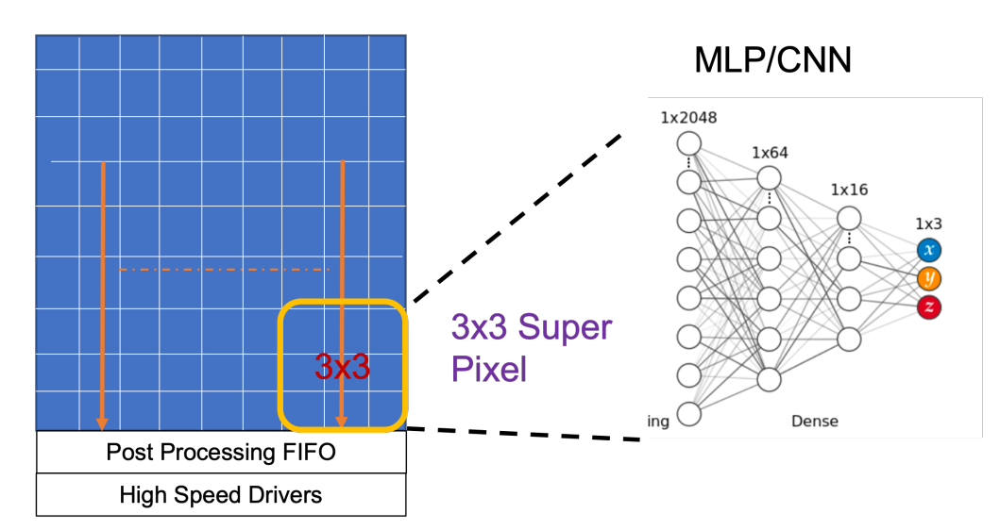 MLP/CNN
1x2048
1x64
1x16
1x3
x
y
z
3x3
3x3 Super
Pixel
ing
Dense
Post Processing FIFO
High Speed Drivers